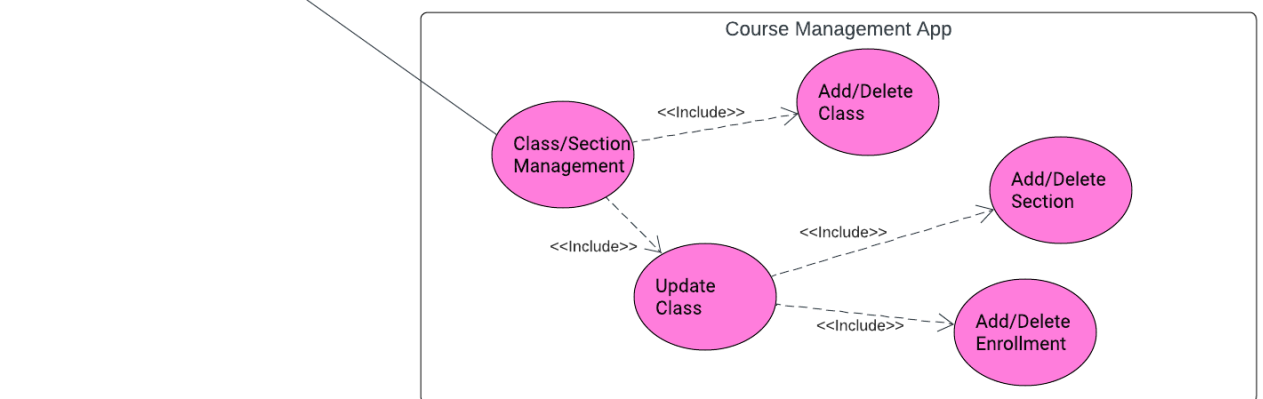 Course Management App
Add/Delete
Class
<<Include>>
Class/Section
Management
Add/Delete
Section
<<Include>>
<<Include>>
Update
Class
Add/Delete
Enrollment
<<Include>>